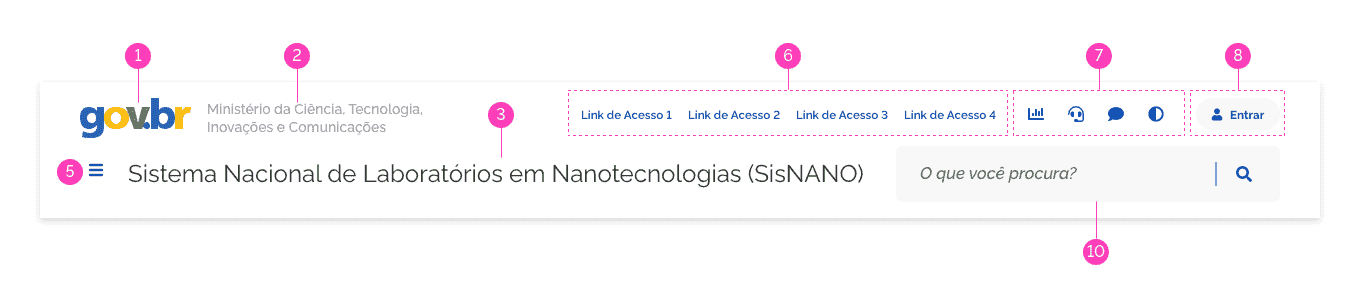 1
2
6
7
8
gov.br
Ministério da Ciência, Tecnologia,
Inovações e Comunicações
3
Link de Acesso 1 Link de Acesso 2 Link de Acesso 3 Link de Acesso 4
Entrar
5
Sistema Nacional de Laboratórios em Nanotecnologias (SisNANO)
O que você procura?
10